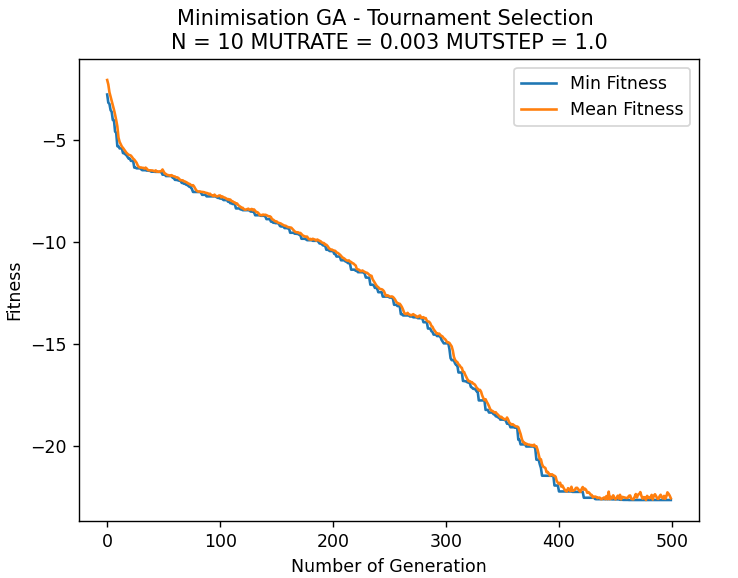 Minimisation GA - Tournament Selection
N = 10 MUTRATE = 0.003 MUTSTEP = 1.0
Min Fitness
Mean Fitness
−5
−10
−15
−20
Fitness
0 100 200 300 400 500
Number of Generation